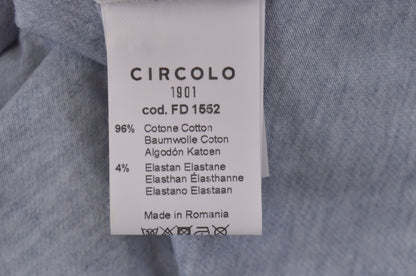 CIRCOLO
1901
cod. FD 1552
96% Cotone Cotton
Baumwolle Coton
Algodón Katoen
4% Elastan Elastane
Elasthan Élasthanne
Elastano Elastaan
Made in Romania